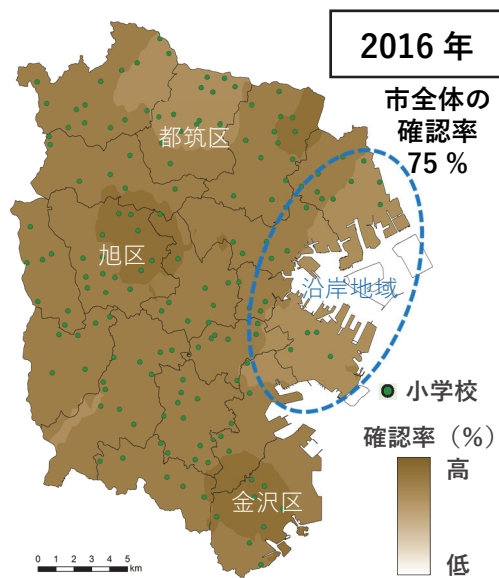 2016 年
市全体の
確認率
75 %
都筑区
旭区
沿岸地域
小学校
確認率（%）
高
金沢区
低
0 1 2 3 4 5
km